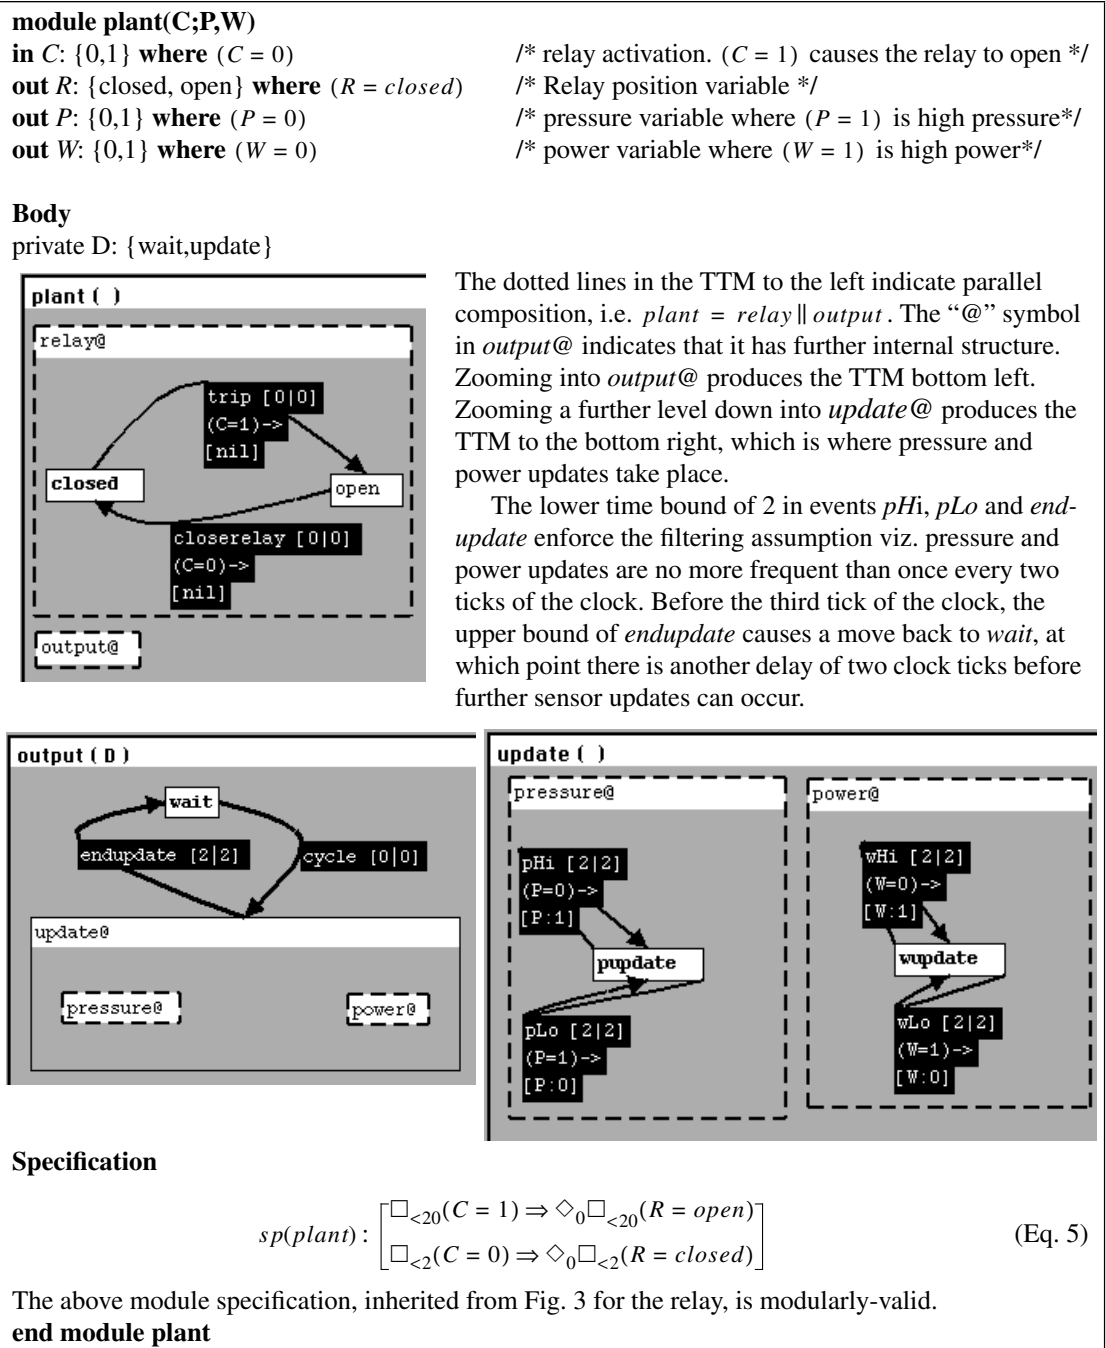 module plant(C;P,W)
in C: {0,1} where (C = 0) /* relay activation. (C = 1) causes the relay to open */
out R: {closed, open} where (R = closed) /* Relay position variable */
out P: {0,1} where (P = 0) /* pressure variable where (P = 1) is high pressure*/
out W: {0,1} where (W = 0) /* power variable where (W = 1) is high power*/
Body
private D: {wait,update}
plant ( )
relay@
trip [0|0]
(C=1)->
[nil]
closed
open
closerelay [0|0]
(C=0)->
[nil]
output@
The dotted lines in the TTM to the left indicate parallel
composition, i.e. plant = relay || output. The “@” symbol
in output@ indicates that it has further internal structure.
Zooming into output@ produces the TTM bottom left.
Zooming a further level down into update@ produces the
TTM to the bottom right, which is where pressure and
power updates take place.
The lower time bound of 2 in events pHi, pLo and end-
update enforce the filtering assumption viz. pressure and
power updates are no more frequent than once every two
ticks of the clock. Before the third tick of the clock, the
upper bound of endupdate causes a move back to wait, at
which point there is another delay of two clock ticks before
further sensor updates can occur.
output ( D )
wait
endupdate [2|2]
cycle [0|0]
update@
pressure@
power@
update ( )
pressure@
pHi [2|2]
(P=0)->
[P:1]
pupdate
pLo [2|2]
(P=1)->
[P:0]
power@
wHi [2|2]
(W=0)->
[W:1]
wupdate
wLo [2|2]
(W=1)->
[W:0]
Specification
sp(plant): [ □<20(C = 1) ⇒ ◇0□<20(R = open)
□<2(C = 0) ⇒ ◇0□<2(R = closed) ] (Eq. 5)
The above module specification, inherited from Fig. 3 for the relay, is modularly-valid.
end module plant